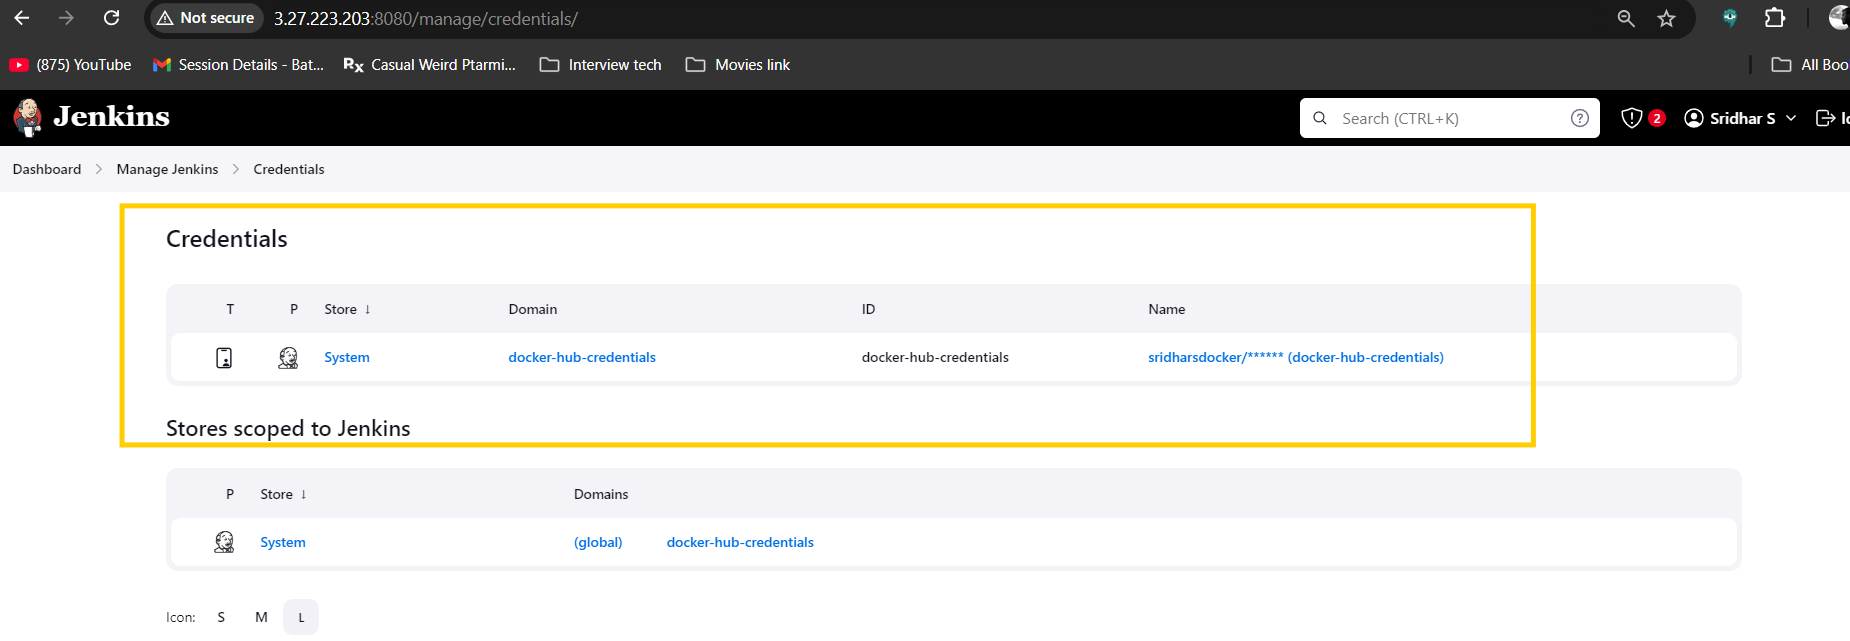 Not secure 3.27.223.203:8080/manage/credentials/
(875) YouTube Session Details - Bat... Rx Casual Weird Ptarmi... Interview tech Movies link All Boo
Jenkins Search (CTRL+K) ? 2 Sridhar S lo
Dashboard Manage Jenkins Credentials
Credentials
T P Store ↓ Domain ID Name
System docker-hub-credentials docker-hub-credentials sridharsdocker/****** (docker-hub-credentials)
Stores scoped to Jenkins
P Store ↓ Domains
System (global) docker-hub-credentials
Icon: S M L